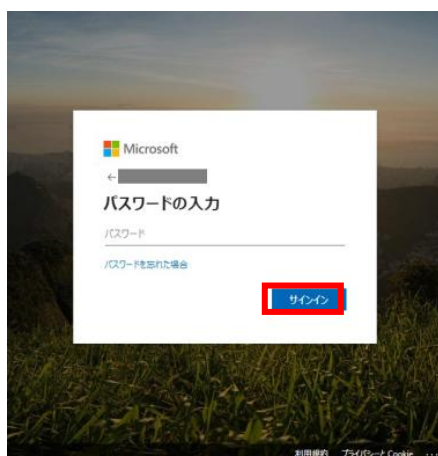 Microsoft
←
パスワードの入力
パスワード
パスワードを忘れた場合
サインイン
利用規約 プライバシーと Cookie ...